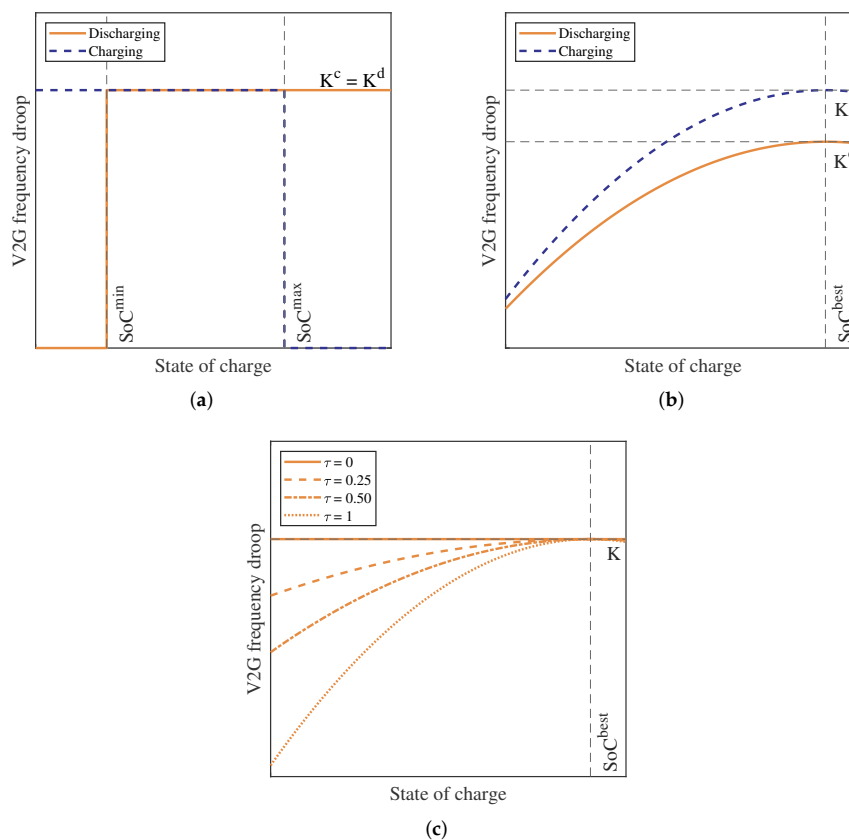 Discharging
Charging
K^c = K^d
V2G frequency droop
SoC^min
SoC^max
State of charge
(a)
Discharging
Charging
K
K
V2G frequency droop
SoC^best
State of charge
(b)
τ = 0
τ = 0.25
τ = 0.50
τ = 1
K
V2G frequency droop
SoC^best
State of charge
(c)